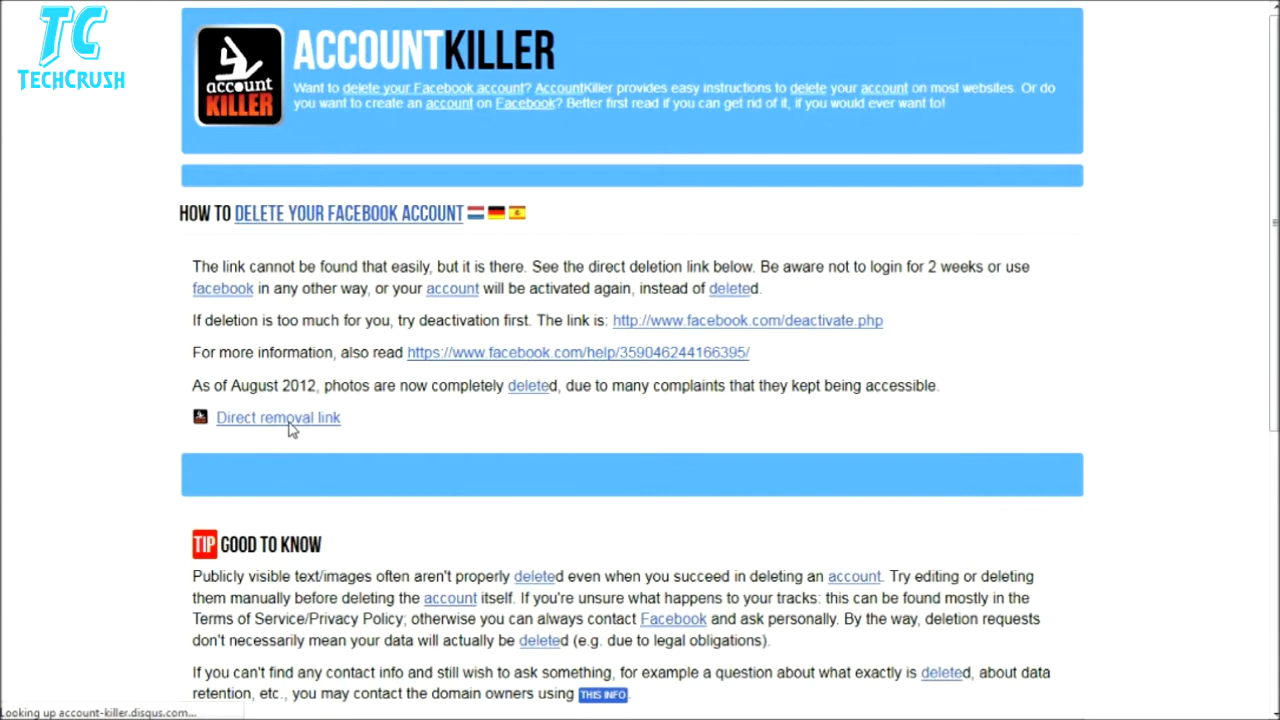 TC
TECHCRUSH
account
KILLER
ACCOUNTKILLER
Want to delete your Facebook account? AccountKiller provides easy instructions to delete your account on most websites. Or do
you want to create an account on Facebook? Better first read if you can get rid of it, if you would ever want to!
HOW TO DELETE YOUR FACEBOOK ACCOUNT
The link cannot be found that easily, but it is there. See the direct deletion link below. Be aware not to login for 2 weeks or use
facebook in any other way, or your account will be activated again, instead of deleted.
If deletion is too much for you, try deactivation first. The link is: http://www.facebook.com/deactivate.php
For more information, also read https://www.facebook.com/help/359046244166395/
As of August 2012, photos are now completely deleted, due to many complaints that they kept being accessible.
Direct removal link
TIP GOOD TO KNOW
Publicly visible text/images often aren't properly deleted even when you succeed in deleting an account. Try editing or deleting
them manually before deleting the account itself. If you're unsure what happens to your tracks: this can be found mostly in the
Terms of Service/Privacy Policy; otherwise you can always contact Facebook and ask personally. By the way, deletion requests
don't necessarily mean your data will actually be deleted (e.g. due to legal obligations).
If you can't find any contact info and still wish to ask something, for example a question about what exactly is deleted, about data
retention, etc., you may contact the domain owners using THIS INFO.
Looking up account-killer.disqus.com...